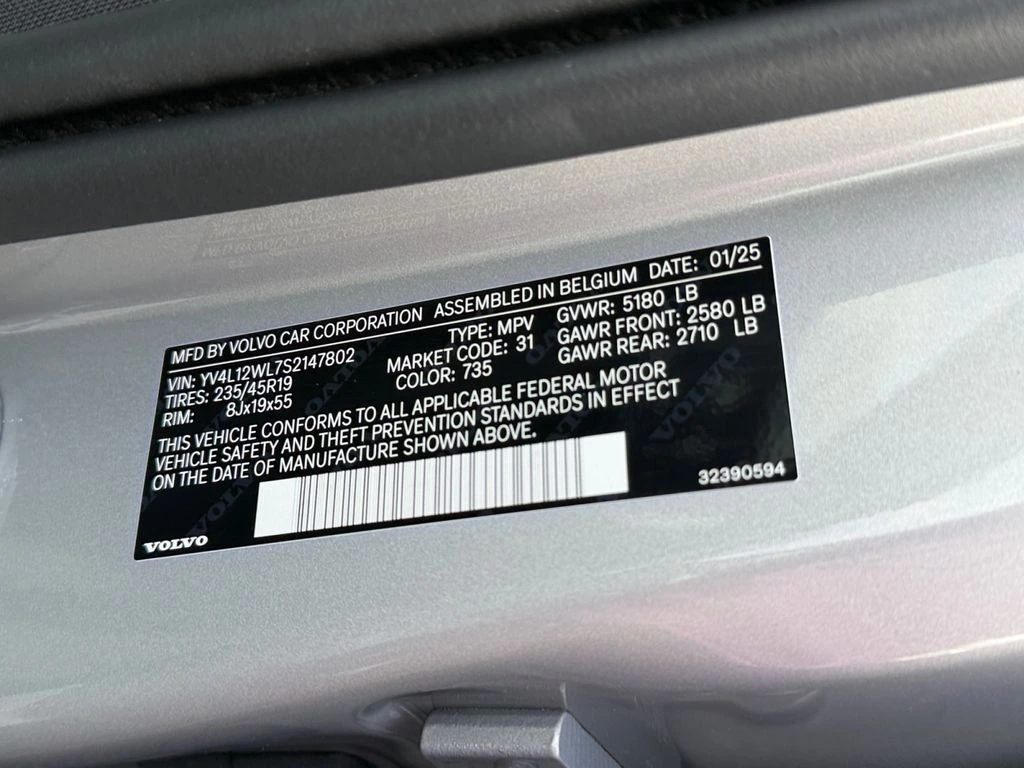 MFD BY VOLVO CAR CORPORATION ASSEMBLED IN BELGIUM DATE: 01/25
VIN: YV4L12WL7S2147802 TYPE: MPV GVWR: 5180 LB
TIRES: 235/45R19 MARKET CODE: 31 GAWR FRONT: 2580 LB
RIM: 8Jx19x55 COLOR: 735 GAWR REAR: 2710 LB
THIS VEHICLE CONFORMS TO ALL APPLICABLE FEDERAL MOTOR
VEHICLE SAFETY AND THEFT PREVENTION STANDARDS IN EFFECT
ON THE DATE OF MANUFACTURE SHOWN ABOVE.
32390594
VOLVO